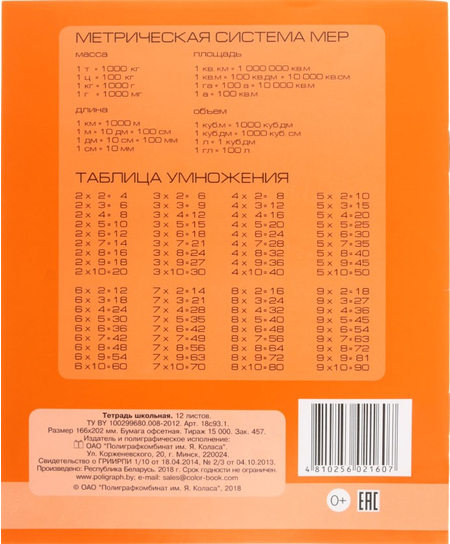 МЕТРИЧЕСКАЯ СИСТЕМА МЕР
масса
1 т = 1000 кг
1 ц = 100 кг
1 кг = 1000 г
1 г = 1000 мг
площадь
1 кв. км = 1 000 000 кв.м
1 кв.м = 100 кв.дм = 10 000 кв.см
1 га = 100 а = 10 000 кв.м
1 а = 100 кв.м
длина
1 км = 1000 м
1 м = 10 дм = 100 см
1 дм = 10 см = 100 мм
1 см = 10 мм
объем
1 куб.м = 1000 куб.дм
1 куб.дм = 1000 куб. см
1 л = 1 куб.дм
1 гл = 100 л
ТАБЛИЦА УМНОЖЕНИЯ
2 x 2= 4 3 x 2= 6 4 x 2= 8 5 x 2=10
2 x 3= 6 3 x 3= 9 4 x 3=12 5 x 3=15
2 x 4= 8 3 x 4=12 4 x 4=16 5 x 4=20
2 x 5=10 3 x 5=15 4 x 5=20 5 x 5=25
2 x 6=12 3 x 6=18 4 x 6=24 5 x 6=30
2 x 7=14 3 x 7=21 4 x 7=28 5 x 7=35
2 x 8=16 3 x 8=24 4 x 8=32 5 x 8=40
2 x 9=18 3 x 9=27 4 x 9=36 5 x 9=45
2 x10=20 3 x10=30 4 x10=40 5 x10=50
6 x 2=12 7 x 2=14 8 x 2=16 9 x 2=18
6 x 3=18 7 x 3=21 8 x 3=24 9 x 3=27
6 x 4=24 7 x 4=28 8 x 4=32 9 x 4=36
6 x 5=30 7 x 5=35 8 x 5=40 9 x 5=45
6 x 6=36 7 x 6=42 8 x 6=48 9 x 6=54
6 x 7=42 7 x 7=49 8 x 7=56 9 x 7=63
6 x 8=48 7 x 8=56 8 x 8=64 9 x 8=72
6 x 9=54 7 x 9=63 8 x 9=72 9 x 9=81
6 x10=60 7 x10=70 8 x10=80 9 x10=90
Тетрадь школьная. 12 листов.
ТУ BY 100299680.008-2012. Арт. 18с93.1.
Размер 166x202 мм. Бумага офсетная. Тираж 15 000. Зак. 457.
Издатель и полиграфическое исполнение:
© ОАО "Полиграфкомбинат им. Я. Коласа".
Ул. Корженевского, 20, г. Минск, 220024.
Свидетельство о ГРИИРПИ 1/10 от 18.04.2014, № 2/3 от 04.10.2013.
Произведено: Республика Беларусь. 2018 г. Срок годности не ограничен.
www.poligraph.by; e-mail: sales@color-book.com
© ОАО "Полиграфкомбинат им. Я. Коласа", 2018
4 810256 021607
0+
EAC